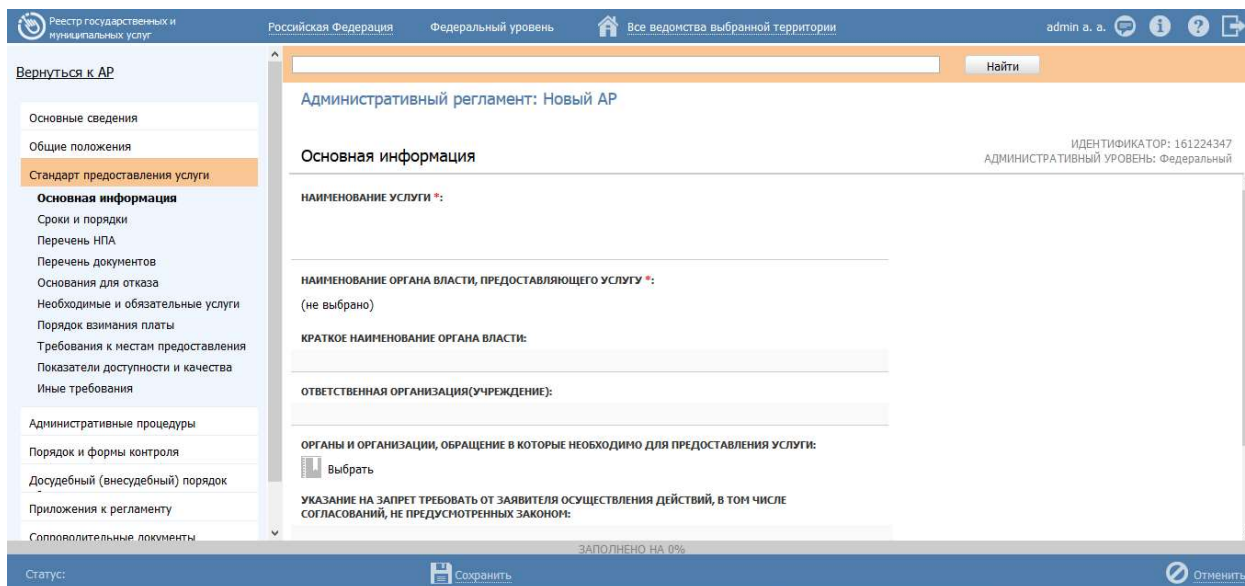 Реестр государственных и
муниципальных услуг
Российская Федерация
Федеральный уровень
Все ведомства выбранной территории
admin a. a.
Вернуться к АР
Найти
Основные сведения
Общие положения
Стандарт предоставления услуги
Основная информация
Сроки и порядки
Перечень НПА
Перечень документов
Основания для отказа
Необходимые и обязательные услуги
Порядок взимания платы
Требования к местам предоставления
Показатели доступности и качества
Иные требования
Административные процедуры
Порядок и формы контроля
Досудебный (внесудебный) порядок
Приложения к регламенту
Сопроводительные документы
Административный регламент: Новый АР
Основная информация
ИДЕНТИФИКАТОР: 161224347
АДМИНИСТРАТИВНЫЙ УРОВЕНЬ: Федеральный
НАИМЕНОВАНИЕ УСЛУГИ *:
НАИМЕНОВАНИЕ ОРГАНА ВЛАСТИ, ПРЕДОСТАВЛЯЮЩЕГО УСЛУГУ *:
(не выбрано)
КРАТКОЕ НАИМЕНОВАНИЕ ОРГАНА ВЛАСТИ:
ОТВЕТСТВЕННАЯ ОРГАНИЗАЦИЯ(УЧРЕЖДЕНИЕ):
ОРГАНЫ И ОРГАНИЗАЦИИ, ОБРАЩЕНИЕ В КОТОРЫЕ НЕОБХОДИМО ДЛЯ ПРЕДОСТАВЛЕНИЯ УСЛУГИ:
Выбрать
УКАЗАНИЕ НА ЗАПРЕТ ТРЕБОВАТЬ ОТ ЗАЯВИТЕЛЯ ОСУЩЕСТВЛЕНИЯ ДЕЙСТВИЙ, В ТОМ ЧИСЛЕ
СОГЛАСОВАНИЙ, НЕ ПРЕДУСМОТРЕННЫХ ЗАКОНОМ:
ЗАПОЛНЕНО НА 0%
Статус:
Сохранить
Отменить